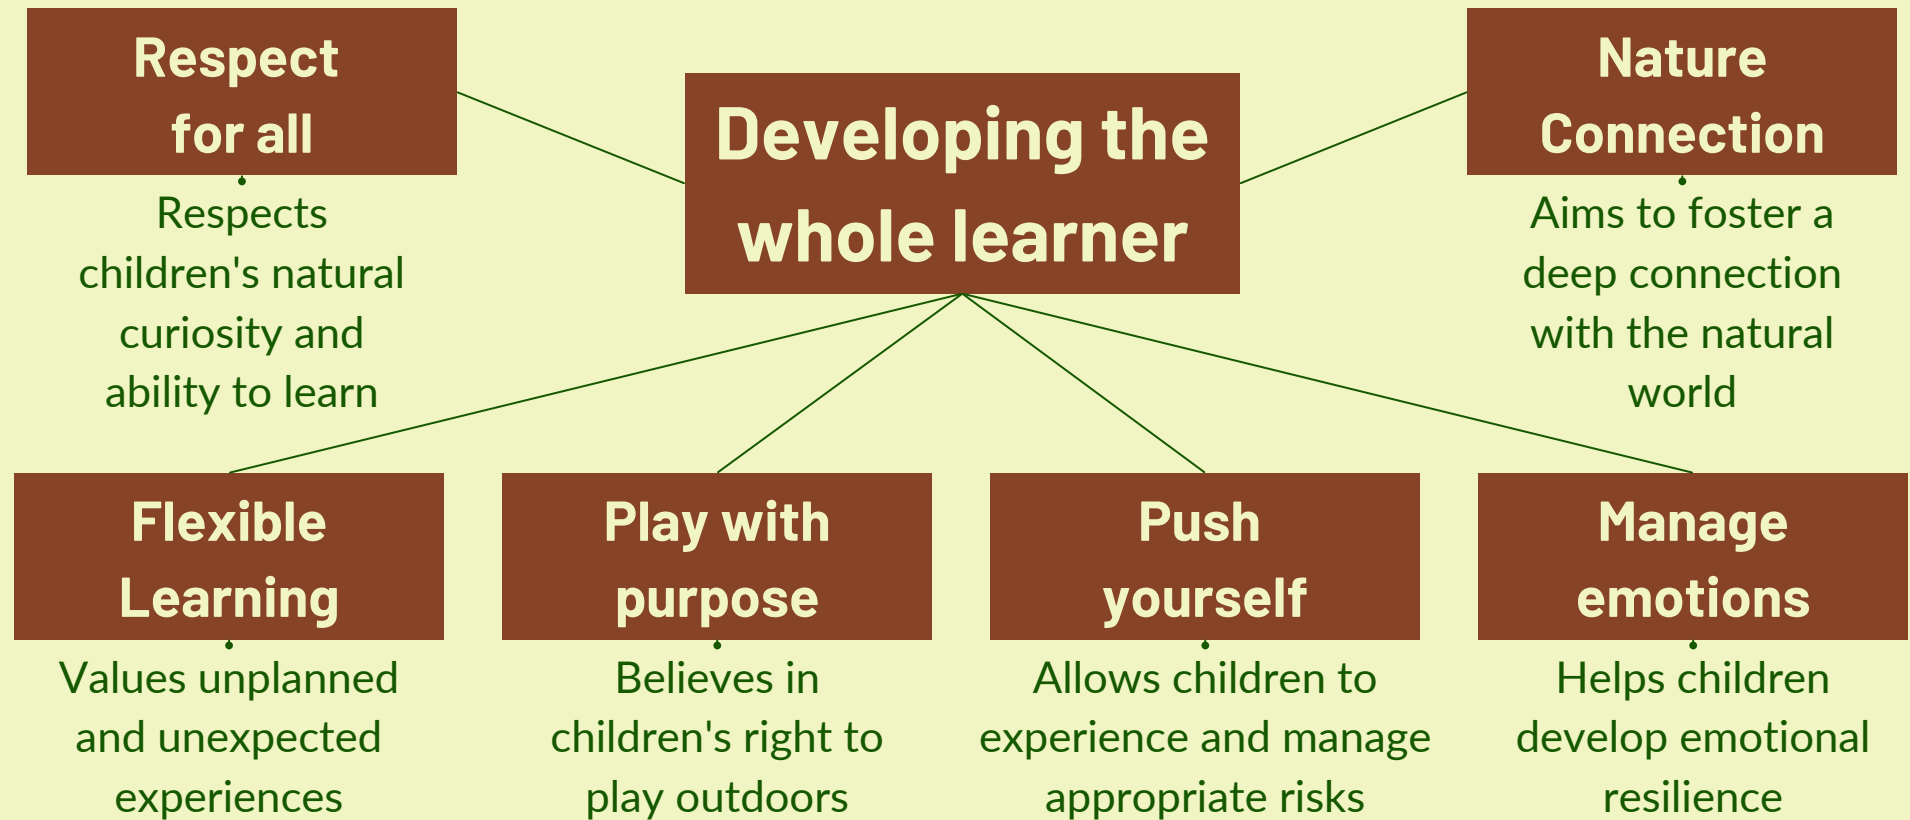 Respect
for all
Respects
children's natural
curiosity and
ability to learn
Developing the
whole learner
Nature
Connection
Aims to foster a
deep connection
with the natural
world
Flexible
Learning
Values unplanned
and unexpected
experiences
Play with
purpose
Believes in
children's right to
play outdoors
Push
yourself
Allows children to
experience and manage
appropriate risks
Manage
emotions
Helps children
develop emotional
resilience